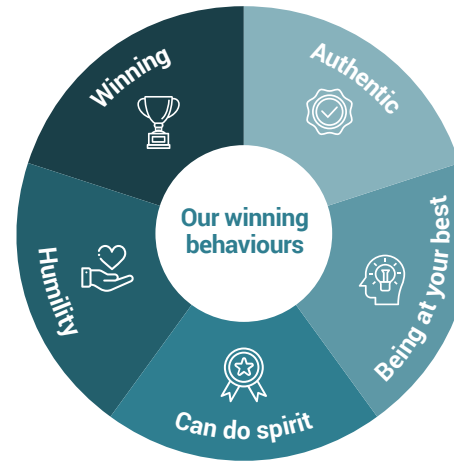 Our winning
behaviours
Authentic
Being at your best
Can do spirit
Humility
Winning